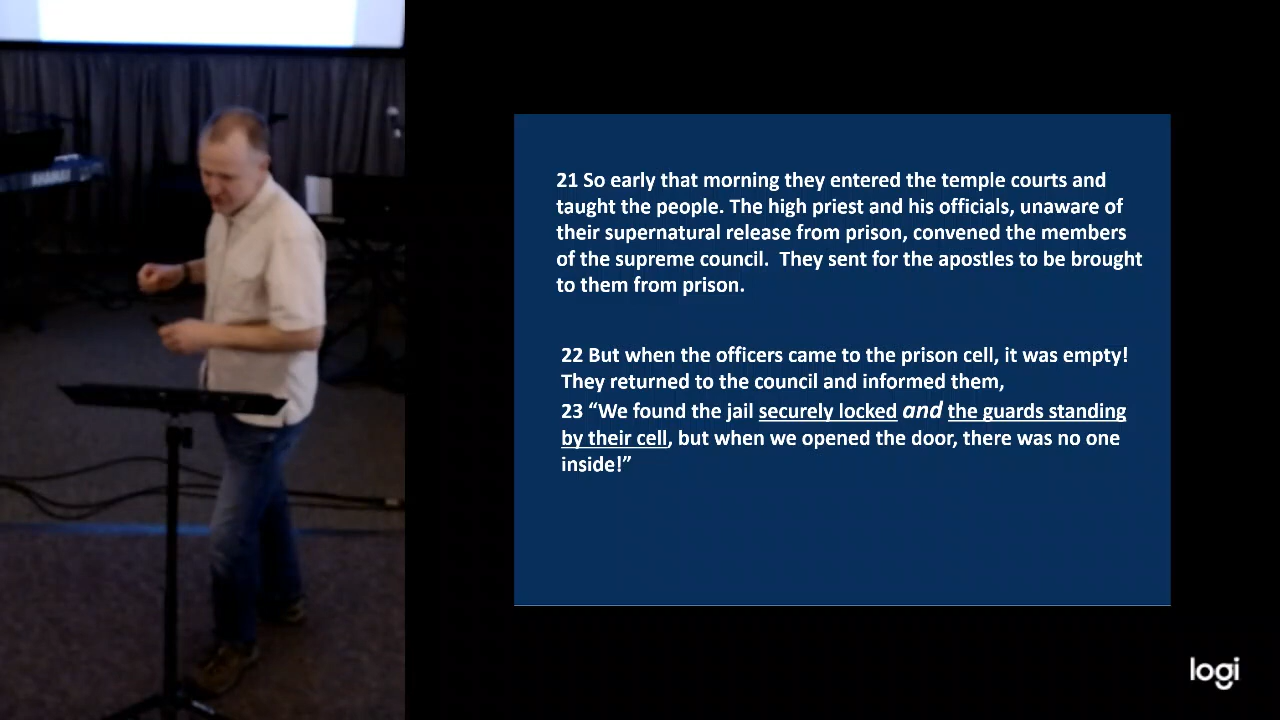 21 So early that morning they entered the temple courts and
taught the people. The high priest and his officials, unaware of
their supernatural release from prison, convened the members
of the supreme council.  They sent for the apostles to be brought
to them from prison.
22 But when the officers came to the prison cell, it was empty!
They returned to the council and informed them,
23 “We found the jail securely locked and the guards standing
by their cell, but when we opened the door, there was no one
inside!”
YAMAHA
logi